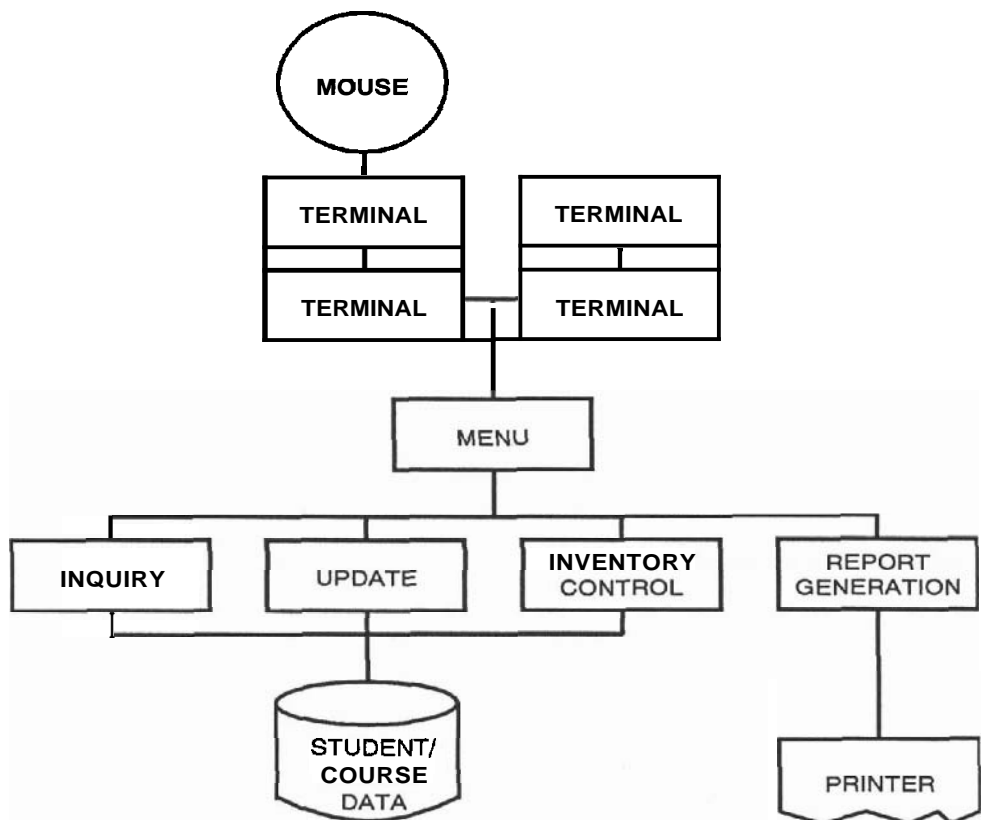 MOUSE
TERMINAL
TERMINAL
TERMINAL
TERMINAL
MENU
INQUIRY
UPDATE
INVENTORY
CONTROL
REPORT
GENERATION
STUDENT/
COURSE
DATA
PRINTER